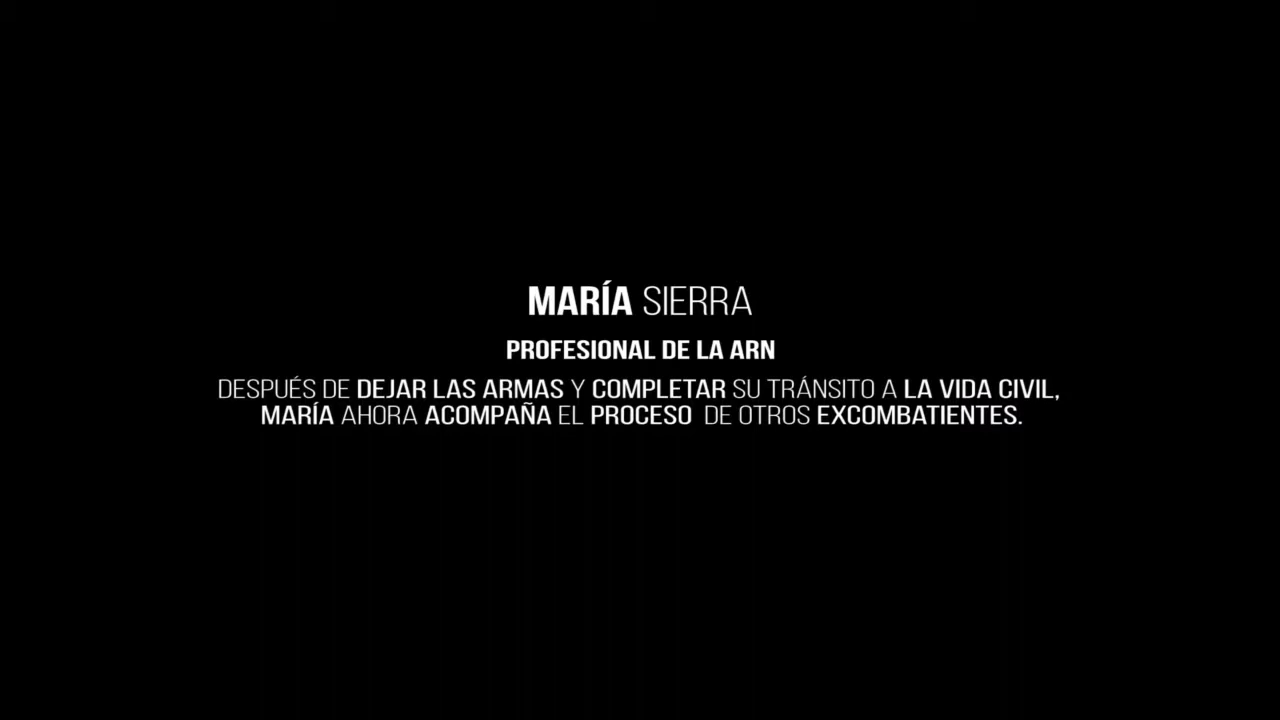 MARÍA SIERRA
PROFESIONAL DE LA ARN
DESPUÉS DE DEJAR LAS ARMAS Y COMPLETAR SU TRÁNSITO A LA VIDA CIVIL,
MARÍA AHORA ACOMPAÑA EL PROCESO DE OTROS EXCOMBATIENTES.